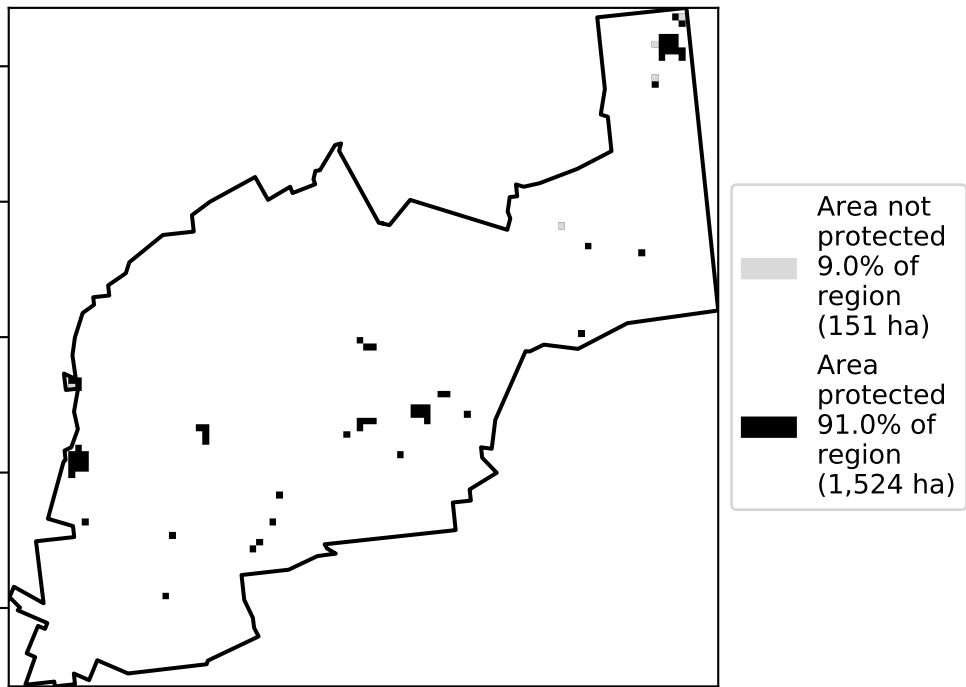 Area not
protected
9.0% of
region
(151 ha)
Area
protected
91.0% of
region
(1,524 ha)